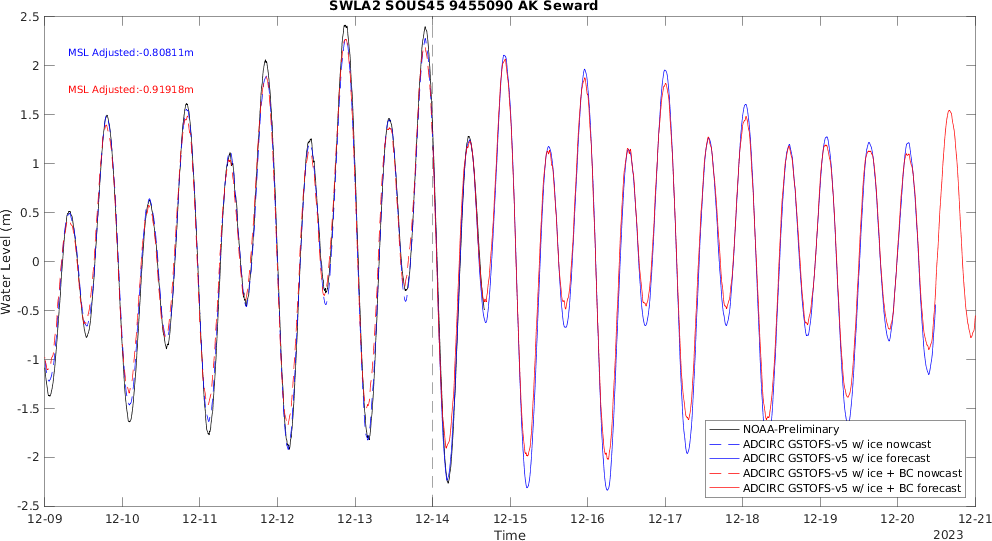 SWLA2 SOUS45 9455090 AK Seward
MSL Adjusted:-0.80811m
MSL Adjusted:-0.91918m
Water Level (m)
2.5
2
1.5
1
0.5
0
-0.5
-1
-1.5
-2
-2.5
NOAA-Preliminary
ADCIRC GSTOFS-v5 w/ ice nowcast
ADCIRC GSTOFS-v5 w/ ice forecast
ADCIRC GSTOFS-v5 w/ ice + BC nowcast
ADCIRC GSTOFS-v5 w/ ice + BC forecast
12-09 12-10 12-11 12-12 12-13 12-14 12-15 12-16 12-17 12-18 12-19 12-20 12-21
Time
2023